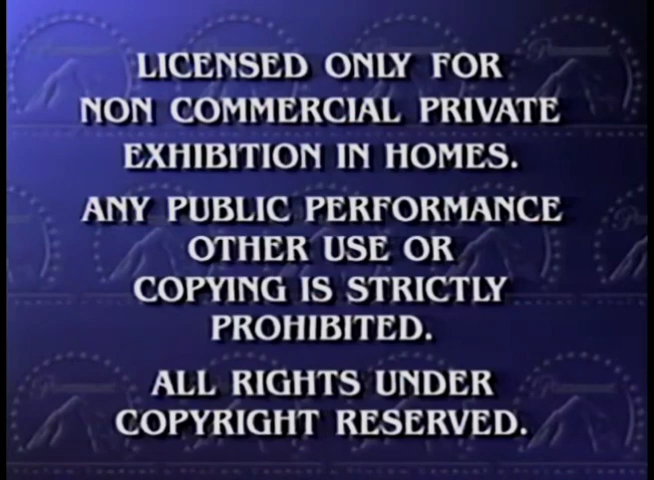 LICENSED ONLY FOR
NON COMMERCIAL PRIVATE
EXHIBITION IN HOMES.
ANY PUBLIC PERFORMANCE
OTHER USE OR
COPYING IS STRICTLY
PROHIBITED.
ALL RIGHTS UNDER
COPYRIGHT RESERVED.